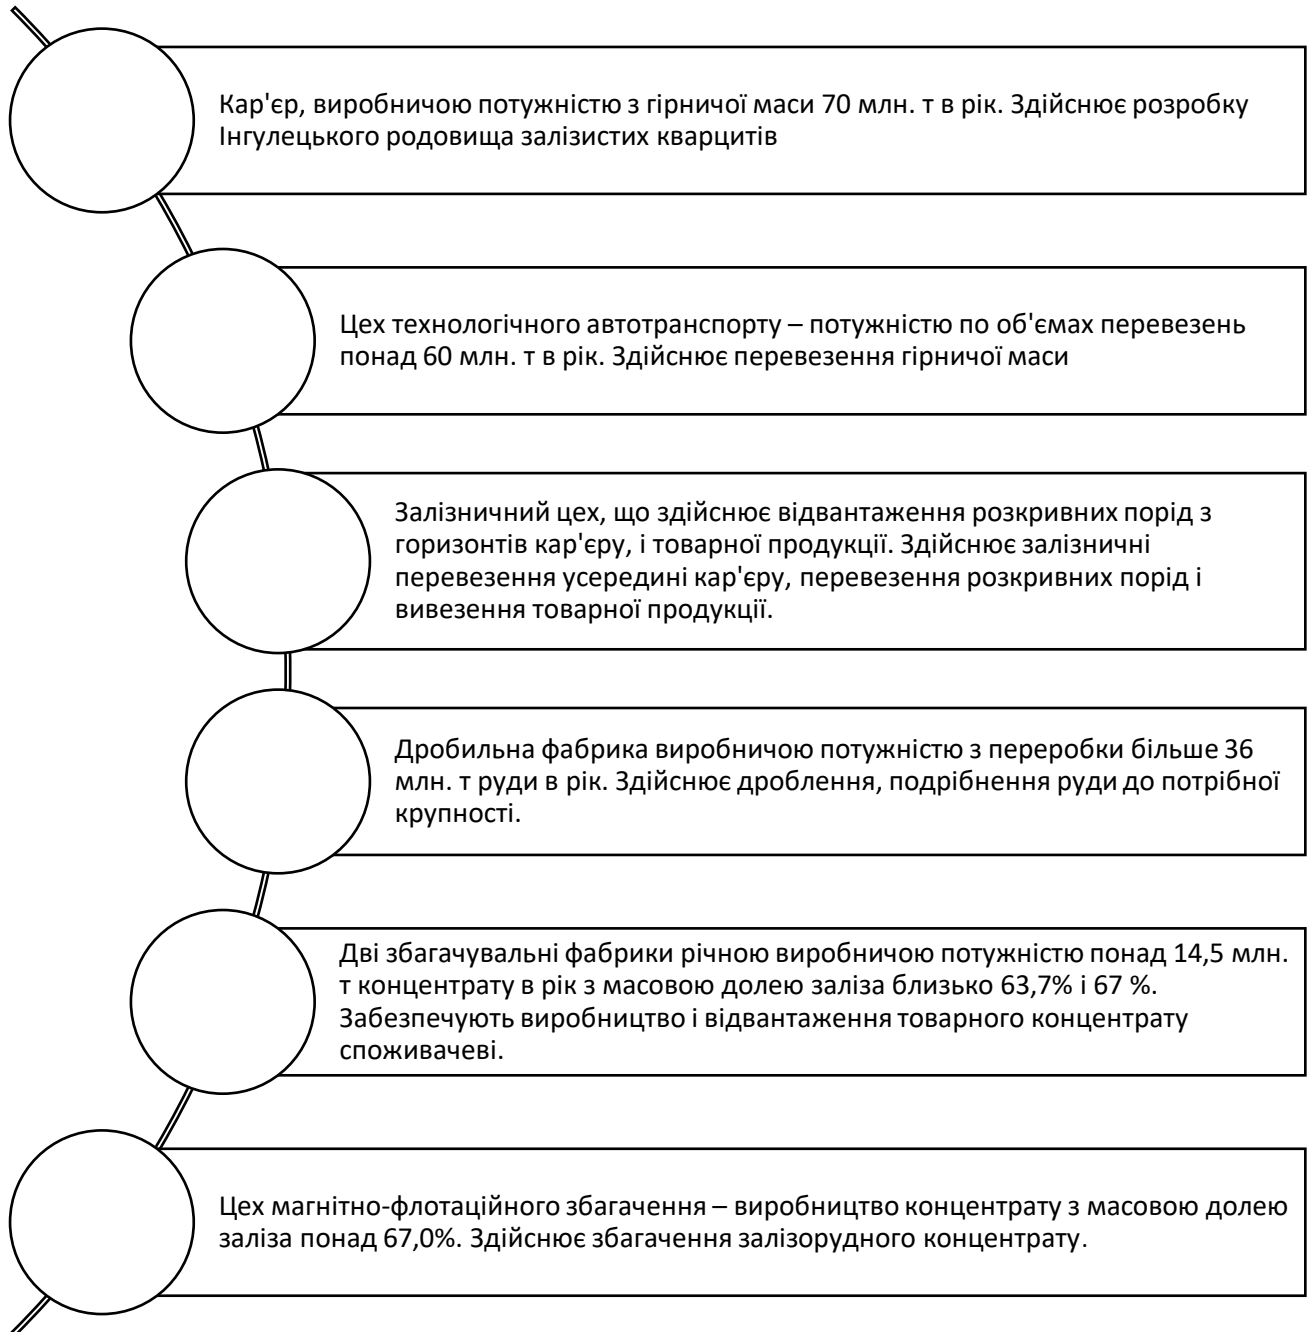 Кар'єр, виробничою потужністю з гірничої маси 70 млн. т в рік. Здійснює розробку
Інгулецького родовища залізистих кварцитів
Цех технологічного автотранспорту – потужністю по об'ємах перевезень
понад 60 млн. т в рік. Здійснює перевезення гірничої маси
Залізничний цех, що здійснює відвантаження розкривних порід з
горизонтів кар'єру, і товарної продукції. Здійснює залізничні
перевезення усередині кар'єру, перевезення розкривних порід і
вивезення товарної продукції.
Дробильна фабрика виробничою потужністю з переробки більше 36
млн. т руди в рік. Здійснює дроблення, подрібнення руди до потрібної
крупності.
Дві збагачувальні фабрики річною виробничою потужністю понад 14,5 млн.
т концентрату в рік з масовою долею заліза близько 63,7% і 67 %.
Забезпечують виробництво і відвантаження товарного концентрату
споживачеві.
Цех магнітно-флотаційного збагачення – виробництво концентрату з масовою долею
заліза понад 67,0%. Здійснює збагачення залізорудного концентрату.